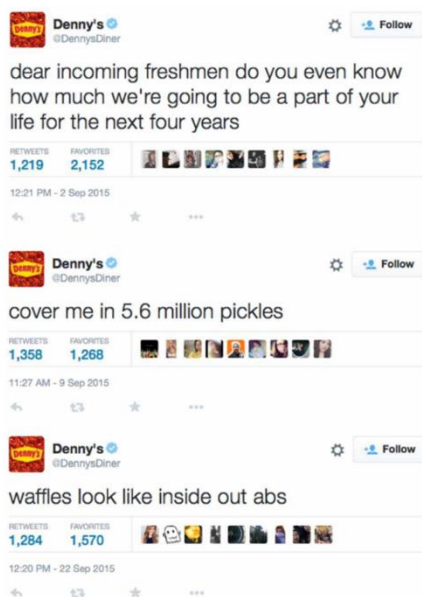 Denny's
@DennysDiner
Follow
dear incoming freshmen do you even know
how much we're going to be a part of your
life for the next four years
RETWEETS FAVORITES
1,219 2,152
12:21 PM - 2 Sep 2015
Denny's
@DennysDiner
Follow
cover me in 5.6 million pickles
RETWEETS FAVORITES
1,358 1,268
11:27 AM - 9 Sep 2015
Denny's
@DennysDiner
Follow
waffles look like inside out abs
RETWEETS FAVORITES
1,284 1,570
12:20 PM - 22 Sep 2015